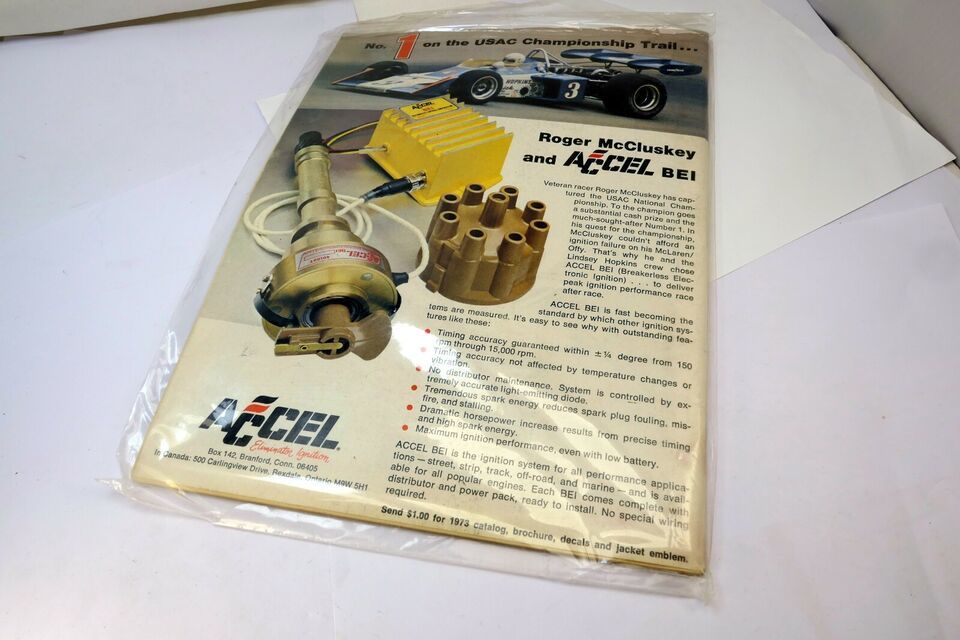 No. 1 on the USAC Championship Trail...
HOPKINS
3
GOODYEAR
ACCEL
BEI
Roger McCluskey
and ACCEL BEI
Veteran racer Roger McCluskey has cap-
tured the USAC National Cham-
pionship. To the champion goes
a substantial cash prize and the
much-sought-after Number 1. In
his quest for the championship,
McCluskey couldn't afford an
ignition failure on his McLaren/
Offy. That's why he and the
Lindsey Hopkins crew chose
ACCEL BEI (Breakerless Elec-
tronic Ignition) . . . to deliver
peak ignition performance race
after race.
ACCEL BEI is fast becoming the
standard by which other ignition sys-
tems are measured. It's easy to see why with outstanding fea-
tures like these:
• Timing accuracy guaranteed within ±¼ degree from 150
rpm through 15,000 rpm.
• Timing accuracy not affected by temperature changes or
vibration.
• No distributor maintenance. System is controlled by ex-
tremely accurate light-emitting diode.
• Tremendous spark energy reduces spark plug fouling, mis-
fire, and stalling.
• Dramatic horsepower increase results from precise timing
and high spark energy.
• Maximum ignition performance, even with low battery.
ACCEL BEI is the ignition system for all performance applica-
tions — street, strip, track, off-road, and marine — and is avail-
able for all popular engines. Each BEI comes complete with
distributor and power pack, ready to install. No special wiring
required.
ACCEL
ACCEL®
Eliminator Ignition
Box 142, Branford, Conn. 06405
In Canada: 500 Carlingview Drive, Rexdale, Ontario M9W 5H1
Send $1.00 for 1973 catalog, brochure, decals and jacket emblem.